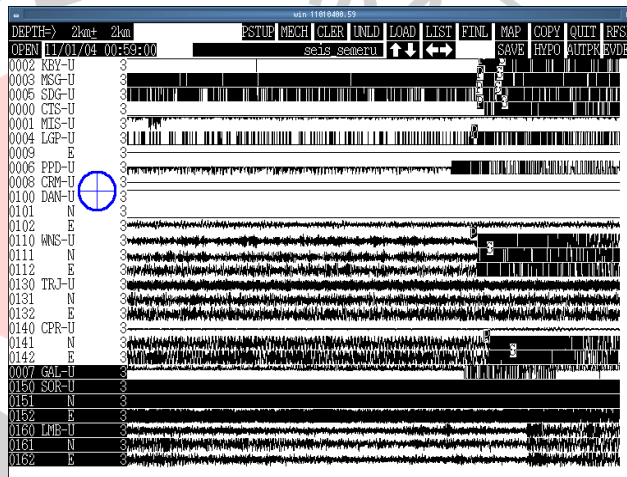 win 11010400.59
DEPTH=> 2km± 2km PSTUP MECH CLER UNLD LOAD LIST FINL MAP COPY QUIT RFS
OPEN 11/01/04 00:59:00 seis_semeru SAVE HYPO AUTPK EVDE
0002 KBY-U 3
0003 MSG-U 3
0005 SDG-U 3
0000 CTS-U 3
0001 MIS-U 3
0004 LGP-U 3
0009 E 3
0006 PPD-U 3
0008 CRM-U 3
0100 DAN-U 3
0101 N 3
0102 E 3
0110 WNS-U 3
0111 N 3
0112 E 3
0130 TRJ-U 3
0131 N 3
0132 E 3
0140 CPR-U 3
0141 N 3
0142 E 3
0007 GAL-U 3
0150 SOR-U 3
0151 N 3
0152 E 3
0160 LMB-U 3
0161 N 3
0162 E 3